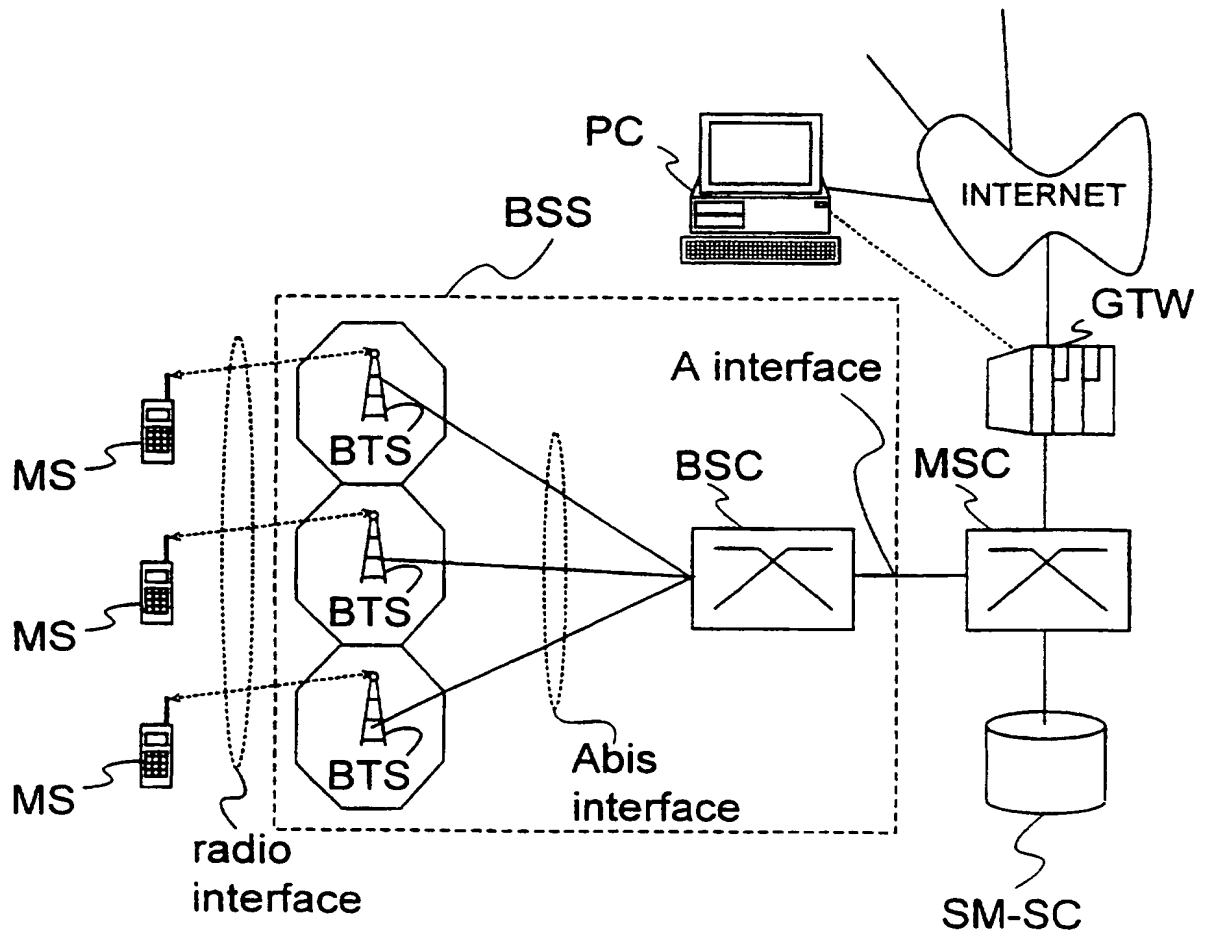 PC
INTERNET
BSS
GTW
A interface
MS
BTS
BSC
MSC
MS
BTS
MS
BTS
Abis
interface
radio
interface
SM-SC